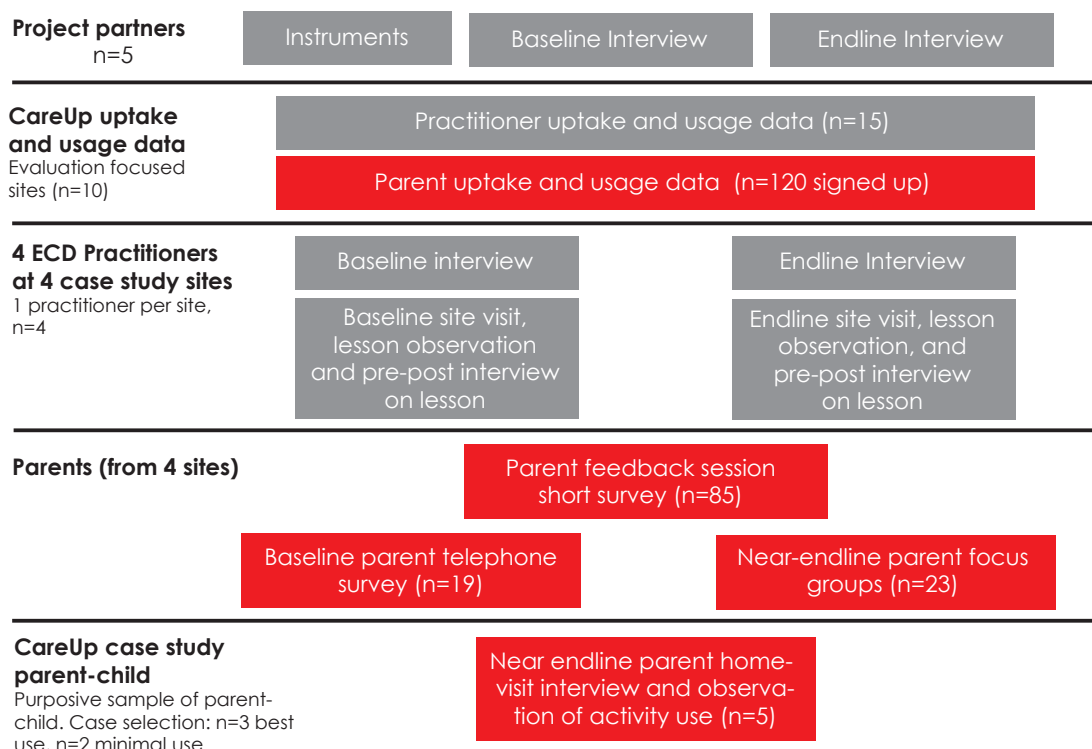 Project partners
n=5
Instruments
Baseline Interview
Endline Interview
CareUp uptake
and usage data
Evaluation focused
sites (n=10)
Practitioner uptake and usage data (n=15)
Parent uptake and usage data (n=120 signed up)
4 ECD Practitioners
at 4 case study sites
1 practitioner per site,
n=4
Baseline interview
Endline Interview
Baseline site visit,
lesson observation
and pre-post interview
on lesson
Endline site visit, lesson
observation, and
pre-post interview
on lesson
Parents (from 4 sites)
Parent feedback session
short survey (n=85)
Baseline parent telephone
survey (n=19)
Near-endline parent focus
groups (n=23)
CareUp case study
parent-child
Purposive sample of parent-
child. Case selection: n=3 best
use, n=2 minimal use
Near endline parent home-
visit interview and observa-
tion of activity use (n=5)